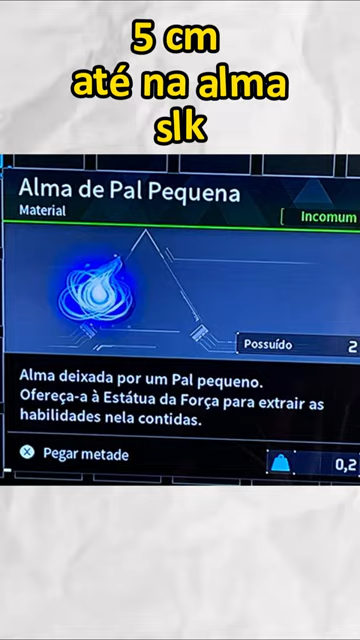 5 cm
até na alma
slk
Alma de Pal Pequena
Material
Incomum
Possuído 2
Alma deixada por um Pal pequeno.
Ofereça-a à Estátua da Força para extrair as
habilidades nela contidas.
Pegar metade
0,2